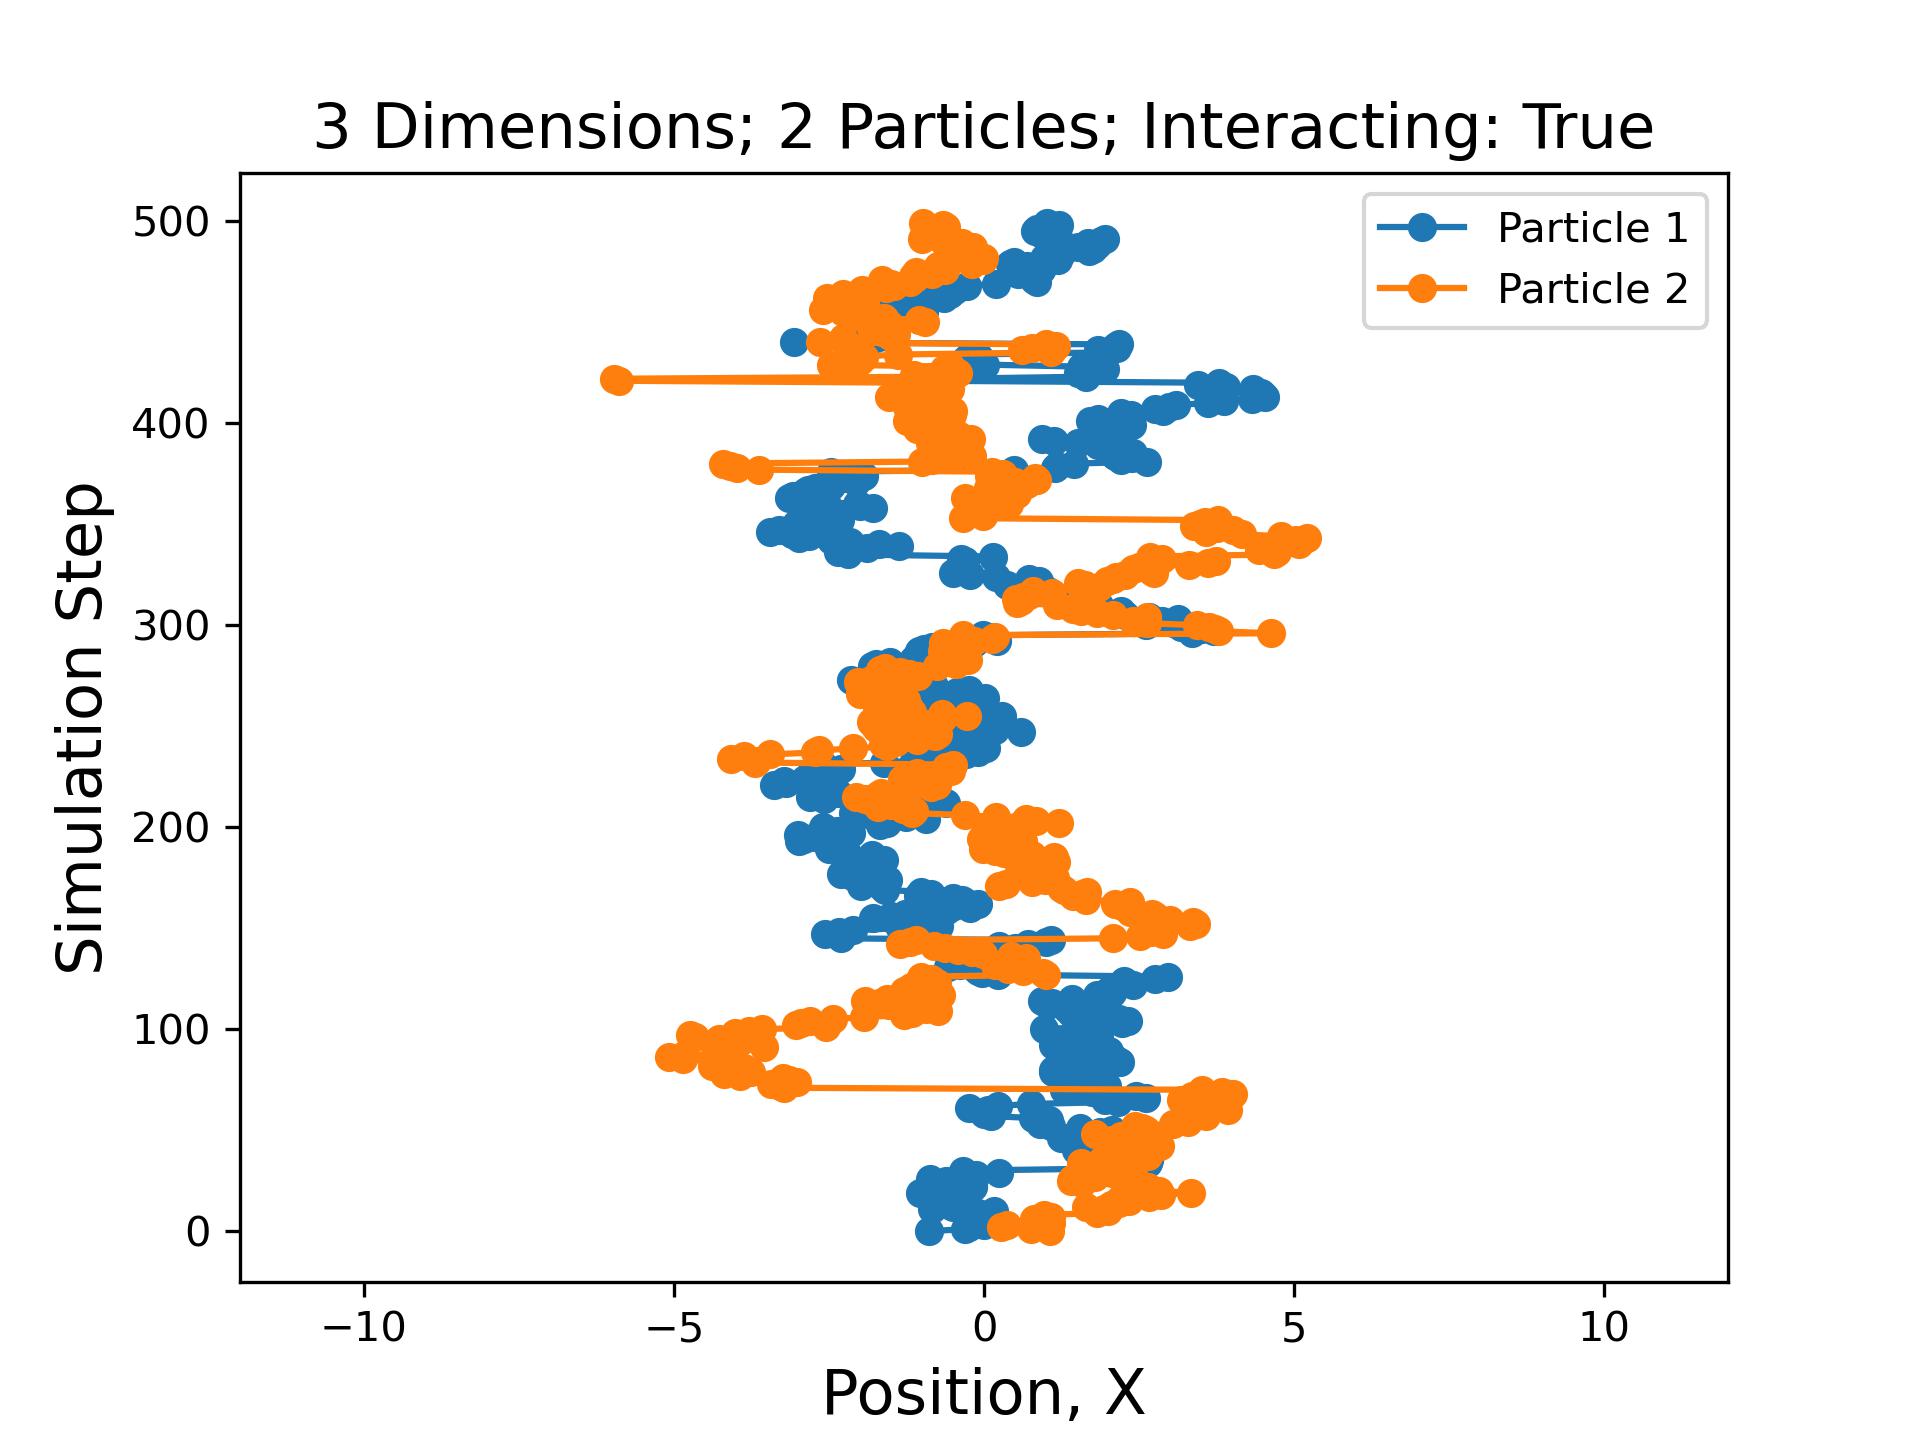 3 Dimensions; 2 Particles; Interacting: True
Particle 1
Particle 2
Simulation Step
500
400
300
200
100
0
−10
−5
0
5
10
Position, X